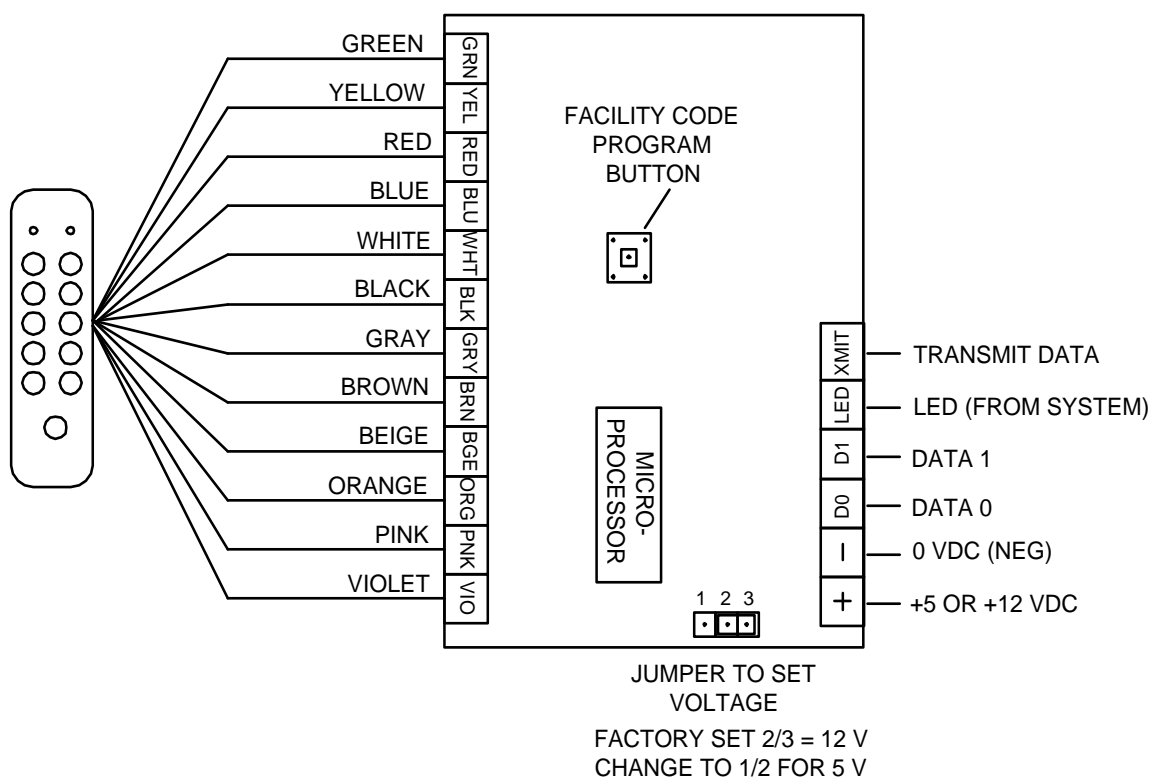 GREEN
YELLOW
RED
BLUE
WHITE
BLACK
GRAY
BROWN
BEIGE
ORANGE
PINK
VIOLET
GRN
YEL
RED
BLU
WHT
BLK
GRY
BRN
BGE
ORG
PNK
VIO
FACILITY CODE
PROGRAM
BUTTON
MICRO-
PROCESSOR
1 2 3
XMIT
LED
D1
D0
–
+
TRANSMIT DATA
LED (FROM SYSTEM)
DATA 1
DATA 0
0 VDC (NEG)
+5 OR +12 VDC
JUMPER TO SET
VOLTAGE
FACTORY SET 2/3 = 12 V
CHANGE TO 1/2 FOR 5 V